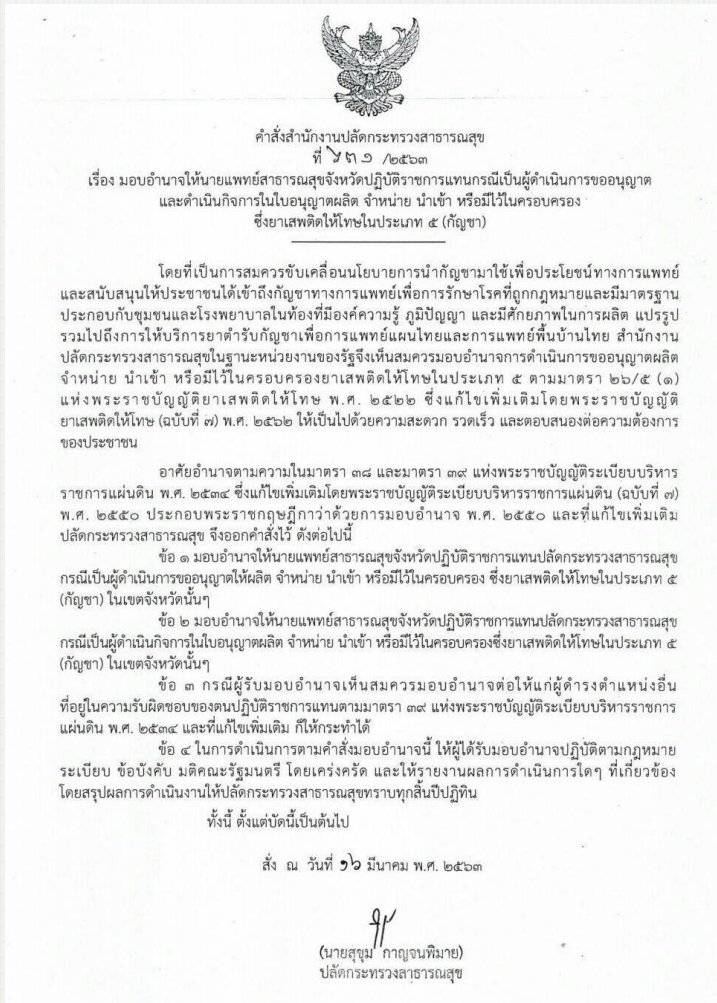 คำสั่งสำนักงานปลัดกระทรวงสาธารณสุข
ที่ ๖๓๑ /๒๕๖๓
เรื่อง มอบอำนาจให้นายแพทย์สาธารณสุขจังหวัดปฏิบัติราชการแทนกรณีเป็นผู้ดำเนินการขออนุญาต
และดำเนินกิจการในใบอนุญาตผลิต จำหน่าย นำเข้า หรือมีไว้ในครอบครอง
ซึ่งยาเสพติดให้โทษในประเภท ๕ (กัญชา)
โดยที่เป็นการสมควรขับเคลื่อนนโยบายการนำกัญชามาใช้เพื่อประโยชน์ทางการแพทย์
และสนับสนุนให้ประชาชนได้เข้าถึงกัญชาทางการแพทย์เพื่อการรักษาโรคที่ถูกกฎหมายและมีมาตรฐาน
ประกอบกับชุมชนและโรงพยาบาลในท้องที่มีองค์ความรู้ ภูมิปัญญา และมีศักยภาพในการผลิต แปรรูป
รวมไปถึงการให้บริการยาตำรับกัญชาเพื่อการแพทย์แผนไทยและการแพทย์พื้นบ้านไทย สำนักงาน
ปลัดกระทรวงสาธารณสุขในฐานะหน่วยงานของรัฐจึงเห็นสมควรมอบอำนาจการดำเนินการขออนุญาตผลิต
จำหน่าย นำเข้า หรือมีไว้ในครอบครองยาเสพติดให้โทษในประเภท ๕ ตามมาตรา ๒๖/๕ (๑)
แห่งพระราชบัญญัติยาเสพติดให้โทษ พ.ศ. ๒๕๒๒ ซึ่งแก้ไขเพิ่มเติมโดยพระราชบัญญัติ
ยาเสพติดให้โทษ (ฉบับที่ ๗) พ.ศ. ๒๕๖๒ ให้เป็นไปด้วยความสะดวก รวดเร็ว และตอบสนองต่อความต้องการ
ของประชาชน
อาศัยอำนาจตามความในมาตรา ๓๘ และมาตรา ๓๙ แห่งพระราชบัญญัติระเบียบบริหาร
ราชการแผ่นดิน พ.ศ. ๒๕๓๔ ซึ่งแก้ไขเพิ่มเติมโดยพระราชบัญญัติระเบียบบริหารราชการแผ่นดิน (ฉบับที่ ๗)
พ.ศ. ๒๕๕๐ ประกอบพระราชกฤษฎีกาว่าด้วยการมอบอำนาจ พ.ศ. ๒๕๕๐ และที่แก้ไขเพิ่มเติม
ปลัดกระทรวงสาธารณสุข จึงออกคำสั่งไว้ ดังต่อไปนี้
ข้อ ๑ มอบอำนาจให้นายแพทย์สาธารณสุขจังหวัดปฏิบัติราชการแทนปลัดกระทรวงสาธารณสุข
กรณีเป็นผู้ดำเนินการขออนุญาตให้ผลิต จำหน่าย นำเข้า หรือมีไว้ในครอบครอง ซึ่งยาเสพติดให้โทษในประเภท ๕
(กัญชา) ในเขตจังหวัดนั้นๆ
ข้อ ๒ มอบอำนาจให้นายแพทย์สาธารณสุขจังหวัดปฏิบัติราชการแทนปลัดกระทรวงสาธารณสุข
กรณีเป็นผู้ดำเนินกิจการในใบอนุญาตผลิต จำหน่าย นำเข้า หรือมีไว้ในครอบครองซึ่งยาเสพติดให้โทษในประเภท ๕
(กัญชา) ในเขตจังหวัดนั้นๆ
ข้อ ๓ กรณีผู้รับมอบอำนาจเห็นสมควรมอบอำนาจต่อให้แก่ผู้ดำรงตำแหน่งอื่น
ที่อยู่ในความรับผิดชอบของตนปฏิบัติราชการแทนตามมาตรา ๓๙ แห่งพระราชบัญญัติระเบียบบริหารราชการ
แผ่นดิน พ.ศ. ๒๕๓๔ และที่แก้ไขเพิ่มเติม ก็ให้กระทำได้
ข้อ ๔ ในการดำเนินการตามคำสั่งมอบอำนาจนี้ ให้ผู้ได้รับมอบอำนาจปฏิบัติตามกฎหมาย
ระเบียบ ข้อบังคับ มติคณะรัฐมนตรี โดยเคร่งครัด และให้รายงานผลการดำเนินการใดๆ ที่เกี่ยวข้อง
โดยสรุปผลการดำเนินงานให้ปลัดกระทรวงสาธารณสุขทราบทุกสิ้นปีปฏิทิน
ทั้งนี้ ตั้งแต่บัดนี้เป็นต้นไป
สั่ง ณ วันที่ ๑๖ มีนาคม พ.ศ. ๒๕๖๓
(นายสุขุม กาญจนพิมาย)
ปลัดกระทรวงสาธารณสุข